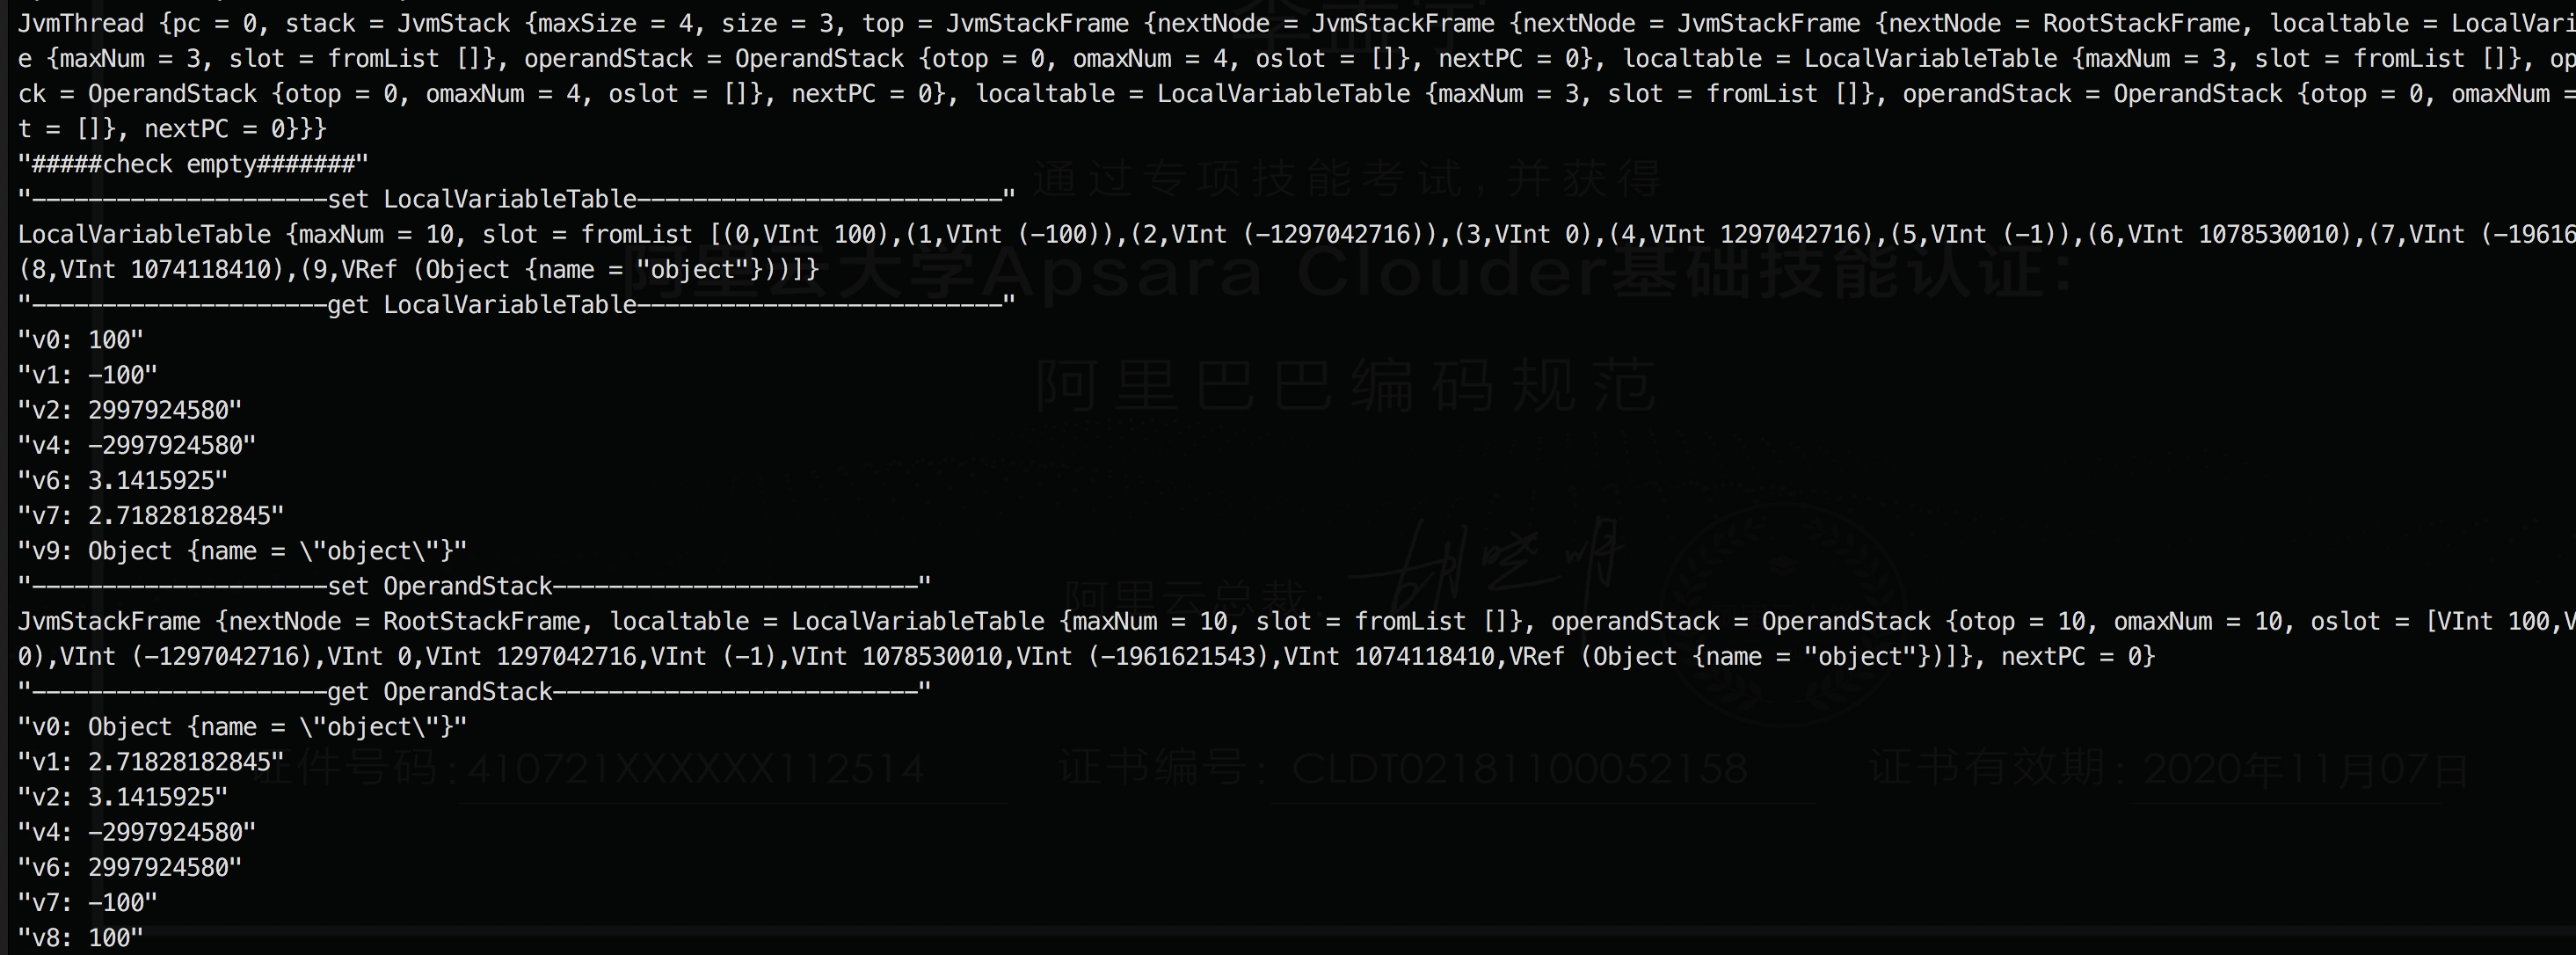 JvmThread {pc = 0, stack = JvmStack {maxSize = 4, size = 3, top = JvmStackFrame {nextNode = JvmStackFrame {nextNode = JvmStackFrame {nextNode = RootStackFrame, localtable = LocalVari
e {maxNum = 3, slot = fromList []}, operandStack = OperandStack {otop = 0, omaxNum = 4, oslot = []}, nextPC = 0}, localtable = LocalVariableTable {maxNum = 3, slot = fromList []}, op
ck = OperandStack {otop = 0, omaxNum = 4, oslot = []}, nextPC = 0}, localtable = LocalVariableTable {maxNum = 3, slot = fromList []}, operandStack = OperandStack {otop = 0, omaxNum =
t = []}, nextPC = 0}}}
"#####check empty#######"
通过专项技能考试,并获得
"---------------------set LocalVariableTable--------------------------"
LocalVariableTable {maxNum = 10, slot = fromList [(0,VInt 100),(1,VInt (-100)),(2,VInt (-1297042716)),(3,VInt 0),(4,VInt 1297042716),(5,VInt (-1)),(6,VInt 1078530010),(7,VInt (-19616
(8,VInt 1074118410),(9,VRef (Object {name = "object"}))]}
阿里云大学Apsara Clouder基础技能认证:
"---------------------get LocalVariableTable--------------------------"
"v0: 100"
"v1: -100"
阿里巴巴编码规范
"v2: 2997924580"
"v4: -2997924580"
"v6: 3.1415925"
"v7: 2.71828182845"
"v9: Object {name = \"object\"}"
"---------------------set OperandStack--------------------------"
阿里云总裁:
JvmStackFrame {nextNode = RootStackFrame, localtable = LocalVariableTable {maxNum = 10, slot = fromList []}, operandStack = OperandStack {otop = 10, omaxNum = 10, oslot = [VInt 100,V
0),VInt (-1297042716),VInt 0,VInt 1297042716,VInt (-1),VInt 1078530010,VInt (-1961621543),VInt 1074118410,VRef (Object {name = "object"})]}, nextPC = 0}
"---------------------get OperandStack--------------------------"
"v0: Object {name = \"object\"}"
"v1: 2.71828182845"
证件号码: 410721XXXXXX112514 证书编号: CLDT02181100052158 证书有效期: 2020年11月07日
"v2: 3.1415925"
"v4: -2997924580"
"v6: 2997924580"
"v7: -100"
"v8: 100"